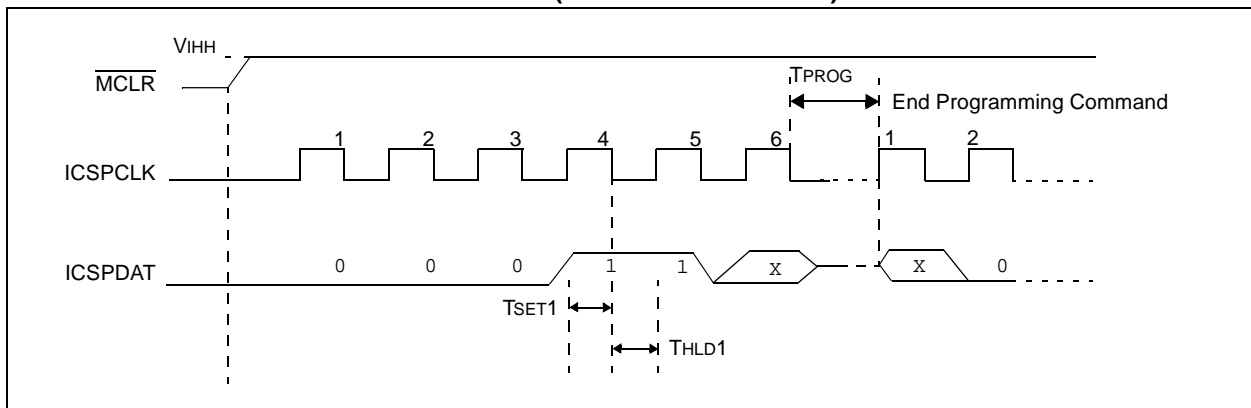 VIHH
MCLR
TPROG
End Programming Command
1 2 3 4 5 6 1 2
ICSPCLK
ICSPDAT
0 0 0 1 1 X X 0
TSET1
THLD1